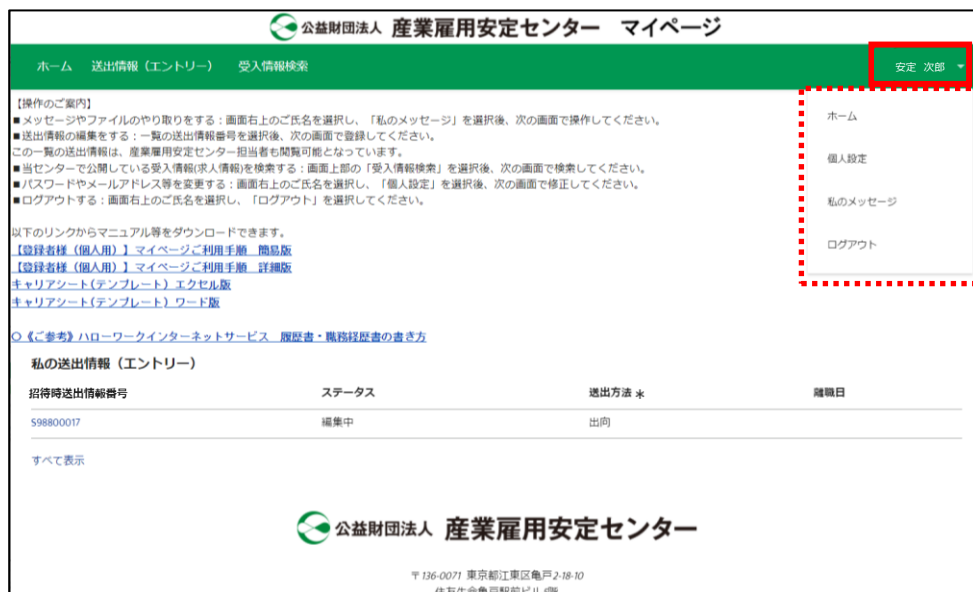 公益財団法人 産業雇用安定センター マイページ
ホーム 送出情報（エントリー） 受入情報検索 安定 次郎
【操作のご案内】
■メッセージやファイルのやり取りをする：画面右上のご氏名を選択し、「私のメッセージ」を選択後、次の画面で操作してください。
■送出情報の編集をする：一覧の送出情報番号を選択後、次の画面で登録してください。
この一覧の送出情報は、産業雇用安定センター担当者も閲覧可能となっています。
■当センターで公開している受入情報(求人情報)を検索する：画面上部の「受入情報検索」を選択後、次の画面で検索してください。
■パスワードやメールアドレス等を変更する：画面右上のご氏名を選択し、「個人設定」を選択後、次の画面で修正してください。
■ログアウトする：画面右上のご氏名を選択し、「ログアウト」を選択してください。
ホーム
個人設定
私のメッセージ
ログアウト
以下のリンクからマニュアル等をダウンロードできます。
【登録者様（個人用）】マイページご利用手順 簡易版
【登録者様（個人用）】マイページご利用手順 詳細版
キャリアシート(テンプレート）エクセル版
キャリアシート(テンプレート）ワード版
○《ご参考》ハローワークインターネットサービス 履歴書・職務経歴書の書き方
私の送出情報（エントリー）
招待時送出情報番号 ステータス 送出方法 * 離職日
S98800017 編集中 出向
すべて表示
公益財団法人 産業雇用安定センター
〒136-0071 東京都江東区亀戸2-18-10
住友生命亀戸駅前ビル